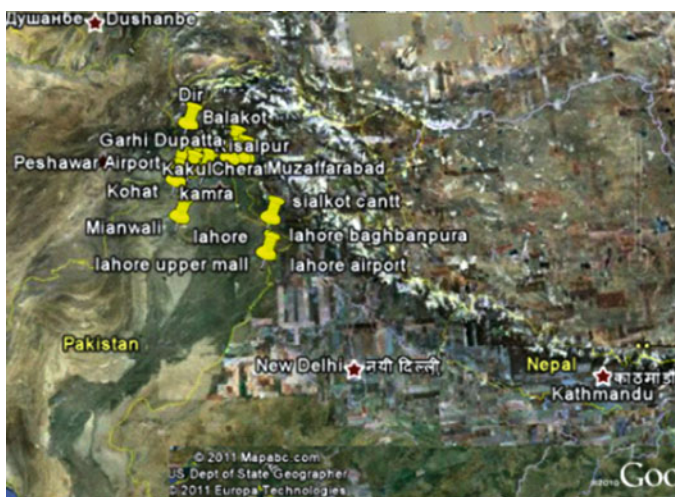 Душанбе Dushanbe
Dir
Balakot
Garhi Dupatta Risalpur
Peshawar Airport Kakul Cherat Muzaffarabad
Kohat kamra
sialkot cantt
Mianwali
lahore lahore baghbanpura
lahore upper mall lahore airport
Pakistan
New Delhi नयी दिल्ली Nepal
काठमाडौं
Kathmandu
© 2011 Mapabc.com
US Dept of State Geographer
© 2011 Europa Technologies
©2010 Goo